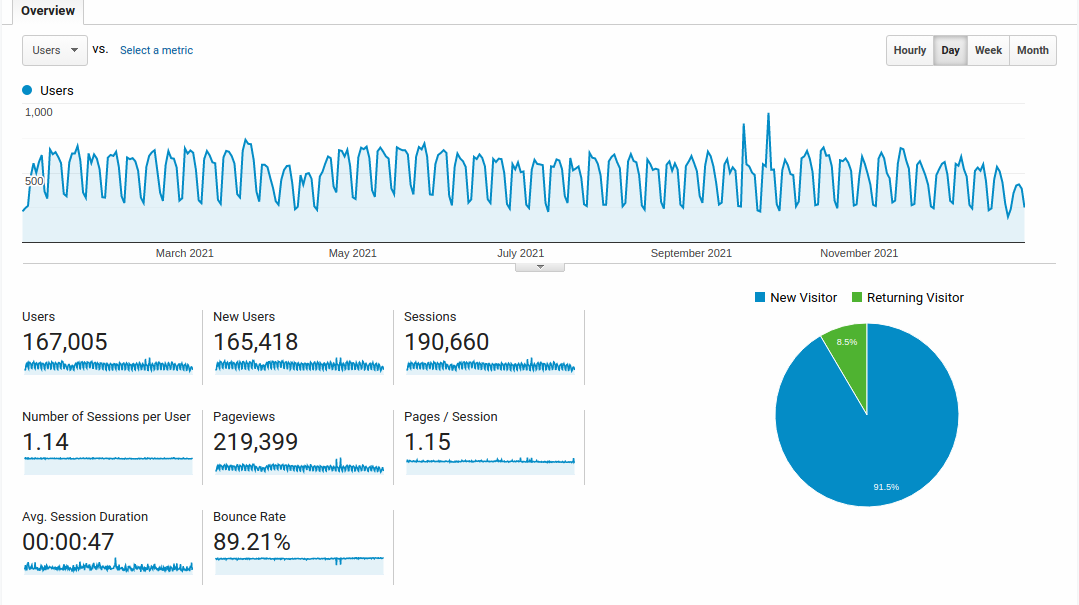 Overview
Users vs. Select a metric Hourly Day Week Month
Users
1,000
500
March 2021 May 2021 July 2021 September 2021 November 2021
New Visitor Returning Visitor
Users New Users Sessions
167,005 165,418 190,660
8.5%
Number of Sessions per User Pageviews Pages / Session
1.14 219,399 1.15
91.5%
Avg. Session Duration Bounce Rate
00:00:47 89.21%